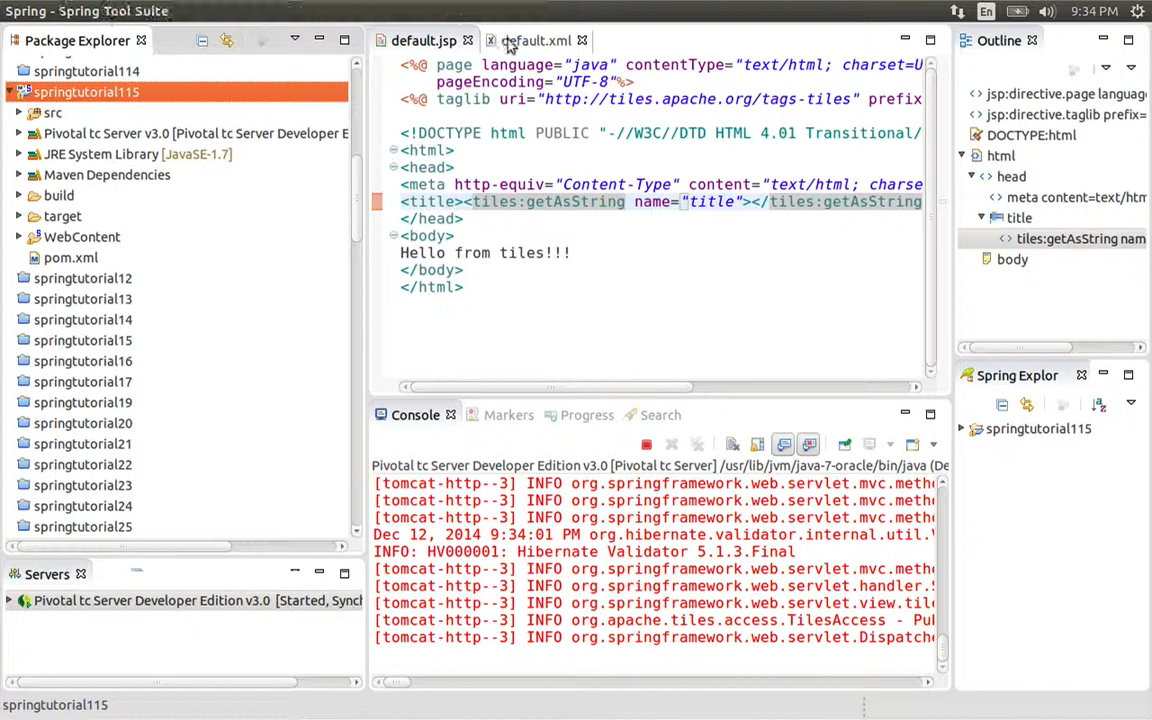 Spring - Spring Tool Suite
En
9:34 PM
Package Explorer
springtutorial114
springtutorial115
src
Pivotal tc Server v3.0 [Pivotal tc Server Developer E
JRE System Library [JavaSE-1.7]
Maven Dependencies
build
target
WebContent
pom.xml
springtutorial12
springtutorial13
springtutorial14
springtutorial15
springtutorial16
springtutorial17
springtutorial19
springtutorial20
springtutorial21
springtutorial22
springtutorial23
springtutorial24
springtutorial25
Servers
Pivotal tc Server Developer Edition v3.0 [Started, Synch
springtutorial115
default.jsp
default.xml
<%@ page language="java" contentType="text/html; charset=U
pageEncoding="UTF-8"%>
<%@ taglib uri="http://tiles.apache.org/tags-tiles" prefix
<!DOCTYPE html PUBLIC "-//W3C//DTD HTML 4.01 Transitional/
<html>
<head>
<meta http-equiv="Content-Type" content="text/html; charse
<title><tiles:getAsString name="title"></tiles:getAsString
</head>
<body>
Hello from tiles!!!
</body>
</html>
Console
Markers
Progress
Search
Pivotal tc Server Developer Edition v3.0 [Pivotal tc Server] /usr/lib/jvm/java-7-oracle/bin/java (De
[tomcat-http--3] INFO org.springframework.web.servlet.mvc.metho
[tomcat-http--3] INFO org.springframework.web.servlet.mvc.metho
[tomcat-http--3] INFO org.springframework.web.servlet.mvc.metho
Dec 12, 2014 9:34:01 PM org.hibernate.validator.internal.util.V
INFO: HV000001: Hibernate Validator 5.1.3.Final
[tomcat-http--3] INFO org.springframework.web.servlet.mvc.metho
[tomcat-http--3] INFO org.springframework.web.servlet.handler.S
[tomcat-http--3] INFO org.springframework.web.servlet.view.tile
[tomcat-http--3] INFO org.apache.tiles.access.TilesAccess - Pu
[tomcat-http--3] INFO org.springframework.web.servlet.Dispatche
Outline
jsp:directive.page languag
jsp:directive.taglib prefix=
DOCTYPE:html
html
head
meta content=text/htm
title
tiles:getAsString nam
body
Spring Explor
springtutorial115